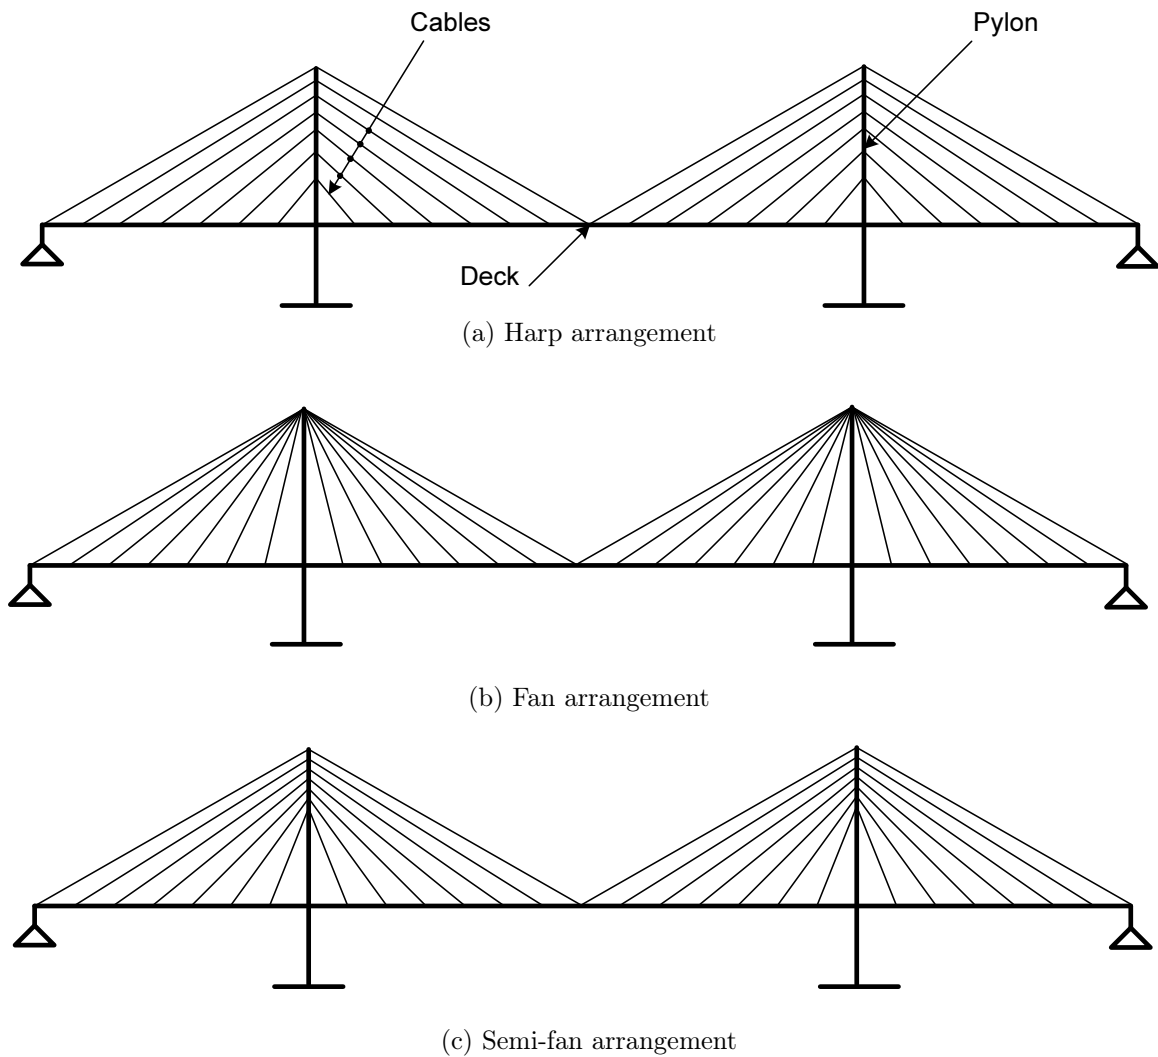 Cables
Pylon
Deck
(a) Harp arrangement
(b) Fan arrangement
(c) Semi-fan arrangement